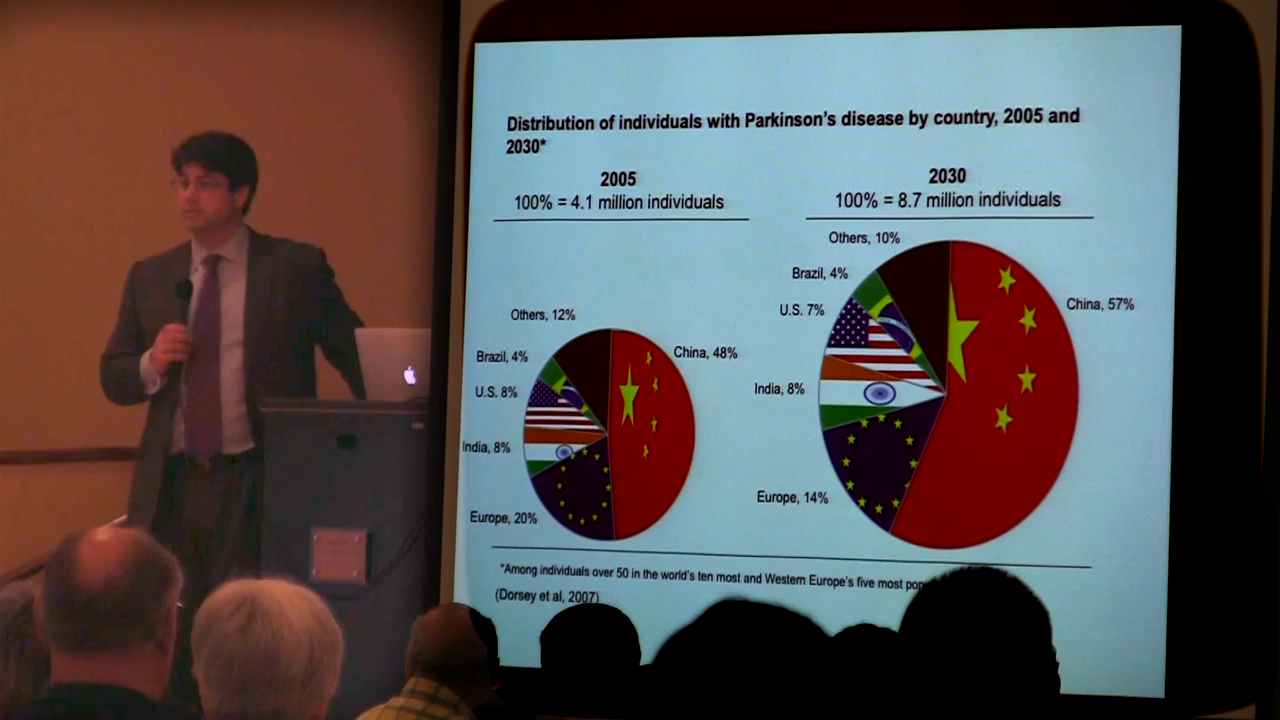 Distribution of individuals with Parkinson's disease by country, 2005 and
2030*
2005
100% = 4.1 million individuals
2030
100% = 8.7 million individuals
Others, 12%
Brazil, 4%
U.S. 8%
India, 8%
Europe, 20%
China, 48%
Others, 10%
Brazil, 4%
U.S. 7%
India, 8%
Europe, 14%
China, 57%
*Among individuals over 50 in the world's ten most and Western Europe's five most
(Dorsey et al, 2007)